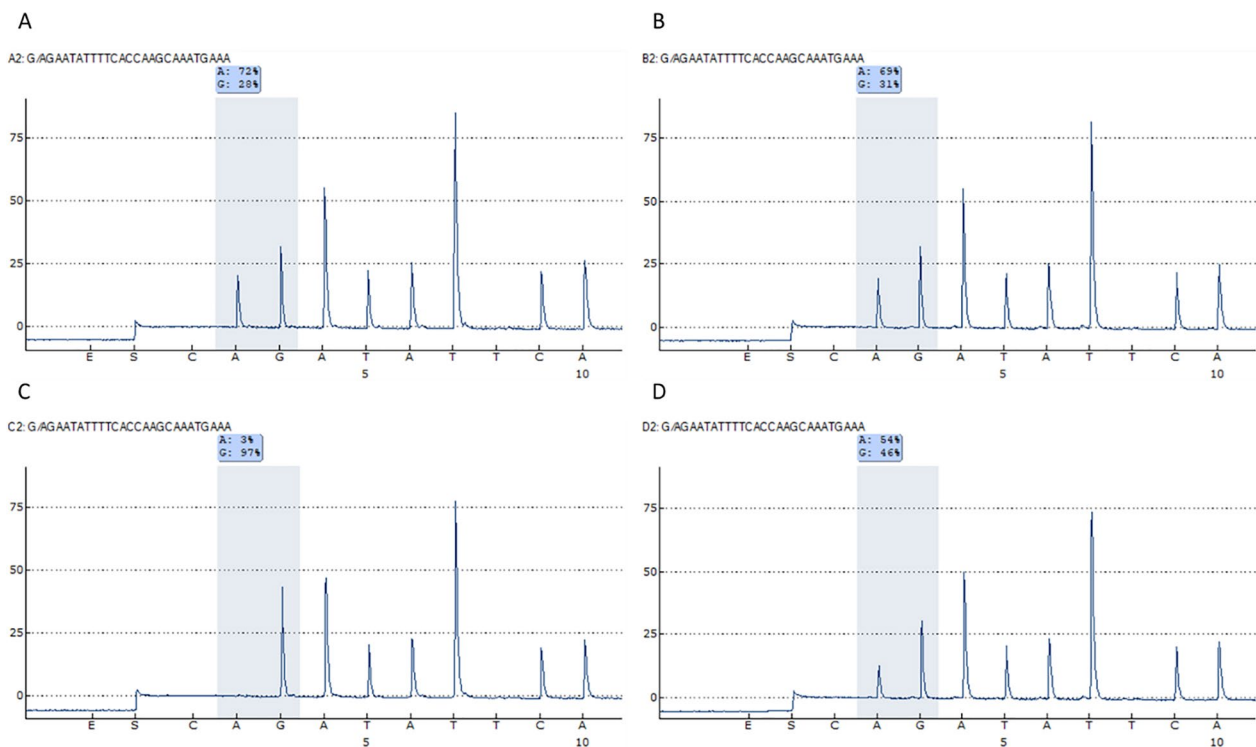 A
A2: G/AGAATATTTTCACCAAGCAAATGAAA
A: 72%
G: 28%
75
50
25
0
E S C A G A T A T T C A
5 10
B
B2: G/AGAATATTTTCACCAAGCAAATGAAA
A: 69%
G: 31%
75
50
25
0
E S C A G A T A T T C A
5 10
C
C2: G/AGAATATTTTCACCAAGCAAATGAAA
A: 3%
G: 97%
75
50
25
0
E S C A G A T A T T C A
5 10
D
D2: G/AGAATATTTTCACCAAGCAAATGAAA
A: 54%
G: 46%
75
50
25
0
E S C A G A T A T T C A
5 10